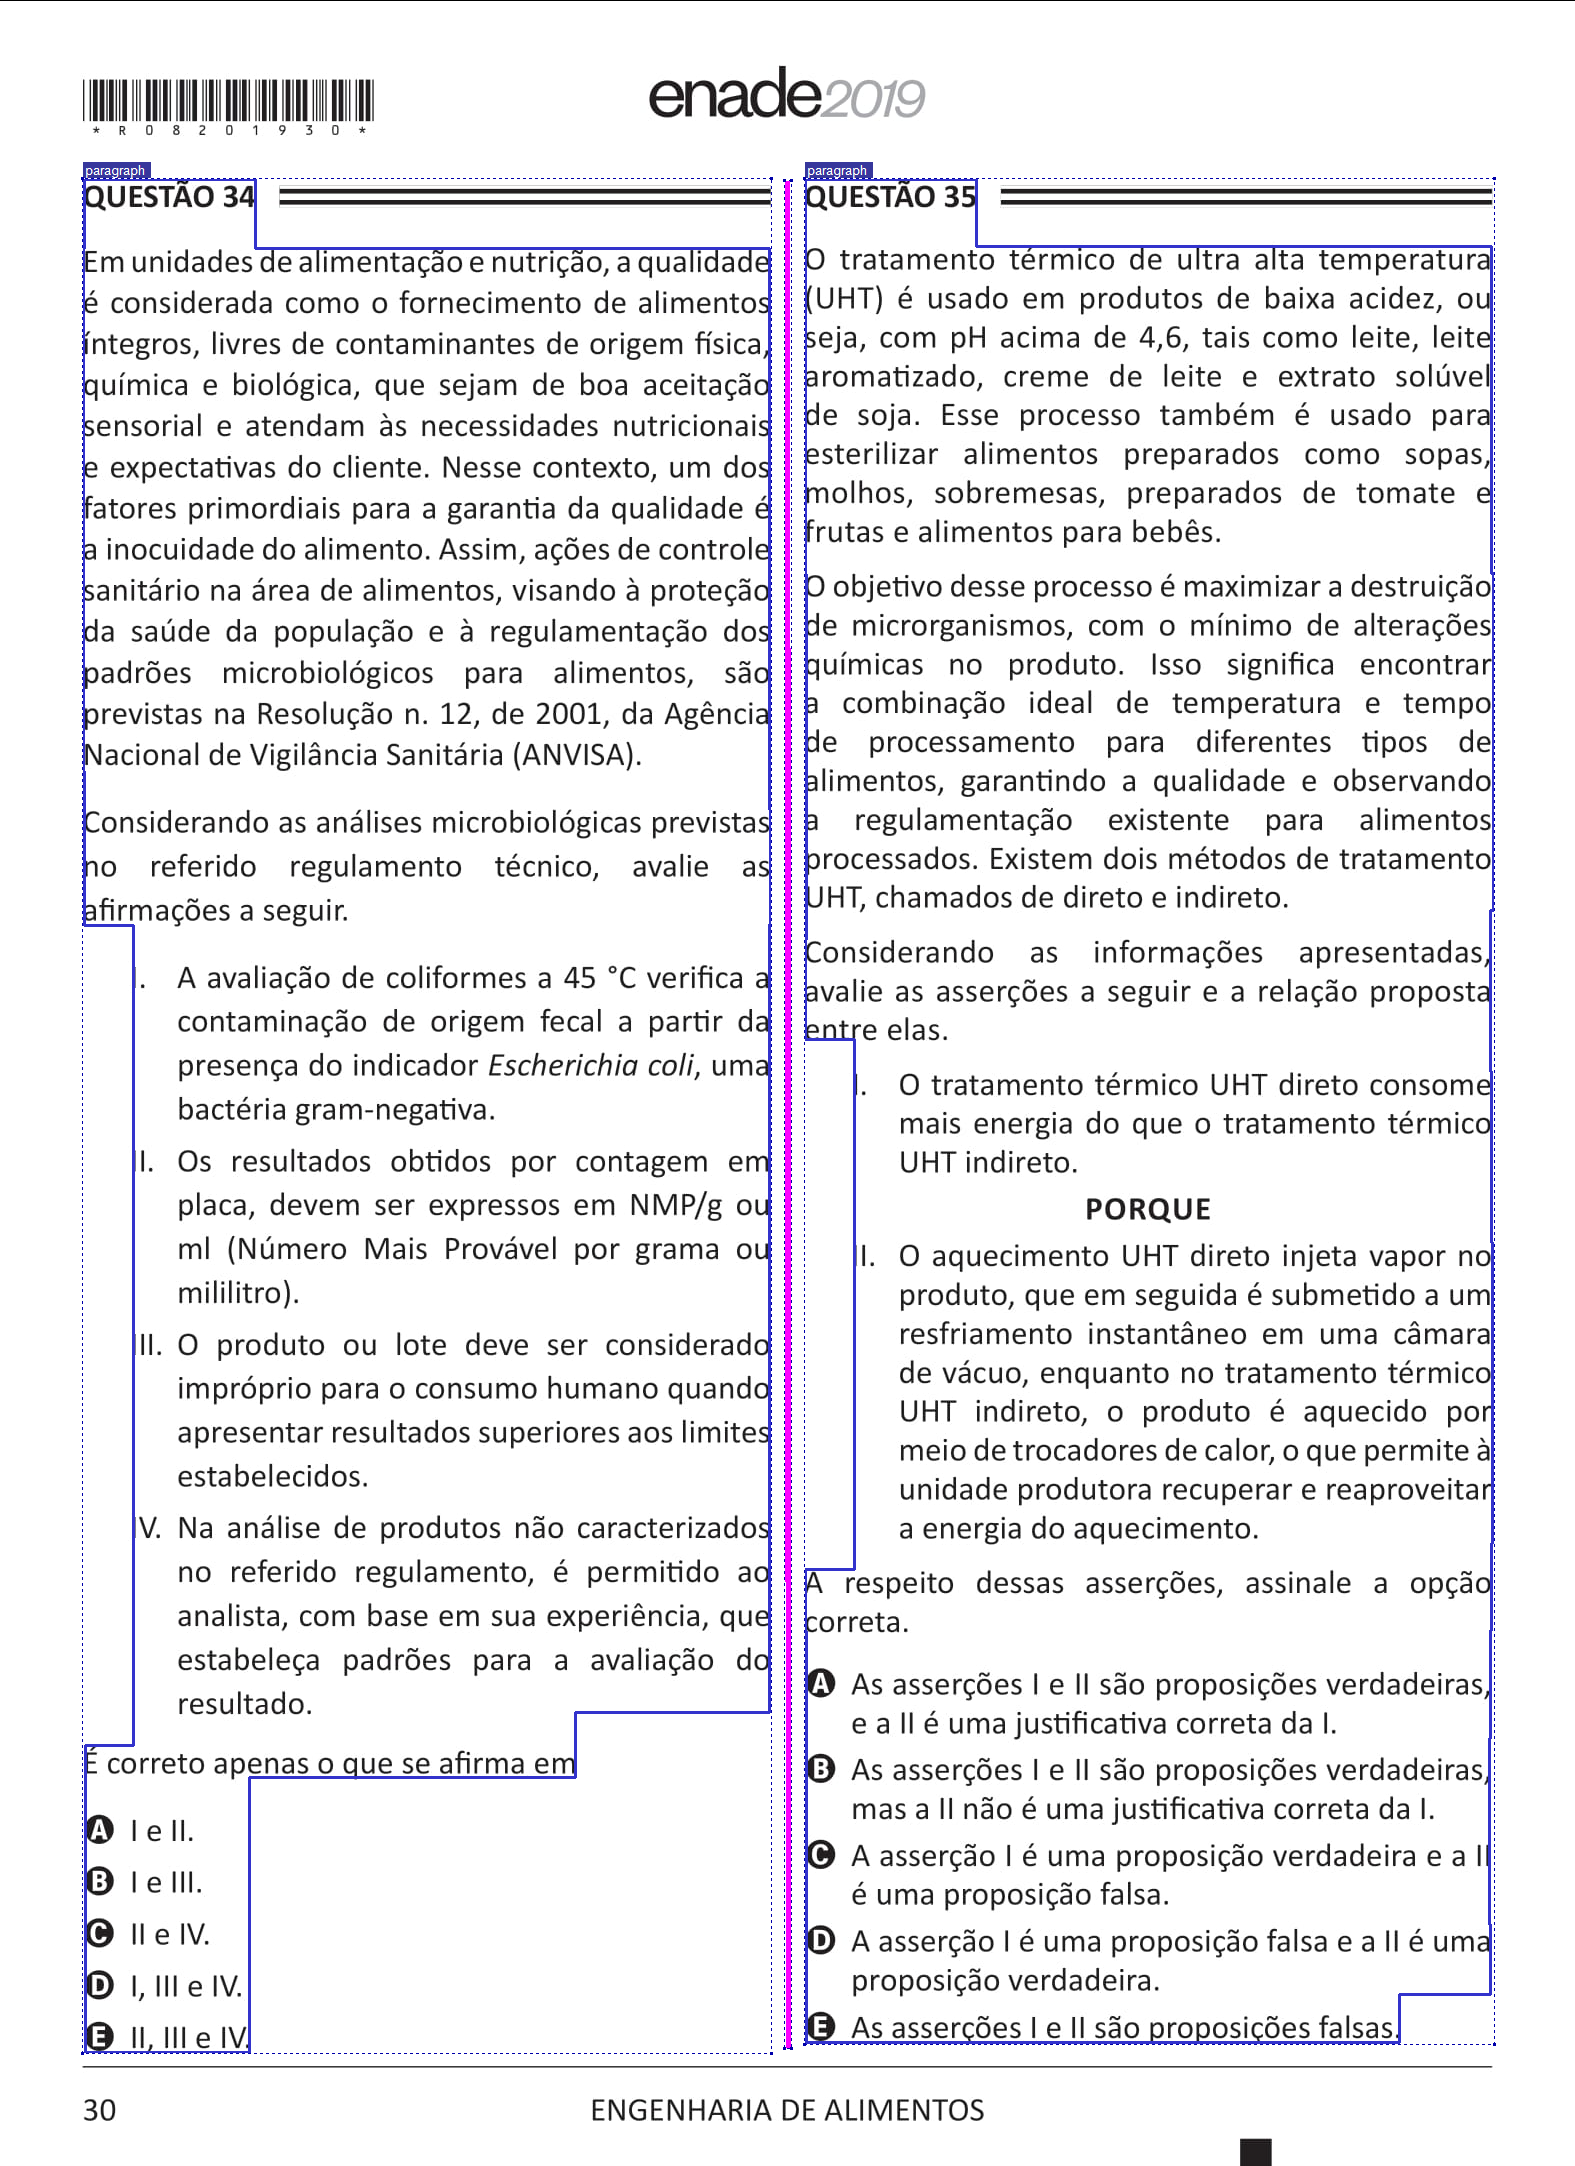 *R08201930*
enade2019
paragraph
QUESTÃO 34
Em unidades de alimentação e nutrição, a qualidade
é considerada como o fornecimento de alimentos
íntegros, livres de contaminantes de origem física,
química e biológica, que sejam de boa aceitação
sensorial e atendam às necessidades nutricionais
e expectativas do cliente. Nesse contexto, um dos
fatores primordiais para a garantia da qualidade é
a inocuidade do alimento. Assim, ações de controle
sanitário na área de alimentos, visando à proteção
da saúde da população e à regulamentação dos
padrões microbiológicos para alimentos, são
previstas na Resolução n. 12, de 2001, da Agência
Nacional de Vigilância Sanitária (ANVISA).
Considerando as análises microbiológicas previstas
no referido regulamento técnico, avalie as
afirmações a seguir.
I. A avaliação de coliformes a 45 °C verifica a
contaminação de origem fecal a partir da
presença do indicador Escherichia coli, uma
bactéria gram-negativa.
II. Os resultados obtidos por contagem em
placa, devem ser expressos em NMP/g ou
ml (Número Mais Provável por grama ou
mililitro).
III. O produto ou lote deve ser considerado
impróprio para o consumo humano quando
apresentar resultados superiores aos limites
estabelecidos.
IV. Na análise de produtos não caracterizados
no referido regulamento, é permitido ao
analista, com base em sua experiência, que
estabeleça padrões para a avaliação do
resultado.
É correto apenas o que se afirma em
A I e II.
B I e III.
C II e IV.
D I, III e IV.
E II, III e IV.
paragraph
QUESTÃO 35
O tratamento térmico de ultra alta temperatura
(UHT) é usado em produtos de baixa acidez, ou
seja, com pH acima de 4,6, tais como leite, leite
aromatizado, creme de leite e extrato solúvel
de soja. Esse processo também é usado para
esterilizar alimentos preparados como sopas,
molhos, sobremesas, preparados de tomate e
frutas e alimentos para bebês.
O objetivo desse processo é maximizar a destruição
de microrganismos, com o mínimo de alterações
químicas no produto. Isso significa encontrar
a combinação ideal de temperatura e tempo
de processamento para diferentes tipos de
alimentos, garantindo a qualidade e observando
a regulamentação existente para alimentos
processados. Existem dois métodos de tratamento
UHT, chamados de direto e indireto.
Considerando as informações apresentadas,
avalie as asserções a seguir e a relação proposta
entre elas.
I. O tratamento térmico UHT direto consome
mais energia do que o tratamento térmico
UHT indireto.
PORQUE
II. O aquecimento UHT direto injeta vapor no
produto, que em seguida é submetido a um
resfriamento instantâneo em uma câmara
de vácuo, enquanto no tratamento térmico
UHT indireto, o produto é aquecido por
meio de trocadores de calor, o que permite à
unidade produtora recuperar e reaproveitar
a energia do aquecimento.
A respeito dessas asserções, assinale a opção
correta.
A As asserções I e II são proposições verdadeiras,
e a II é uma justificativa correta da I.
B As asserções I e II são proposições verdadeiras,
mas a II não é uma justificativa correta da I.
C A asserção I é uma proposição verdadeira e a II
é uma proposição falsa.
D A asserção I é uma proposição falsa e a II é uma
proposição verdadeira.
E As asserções I e II são proposições falsas.
30
ENGENHARIA DE ALIMENTOS